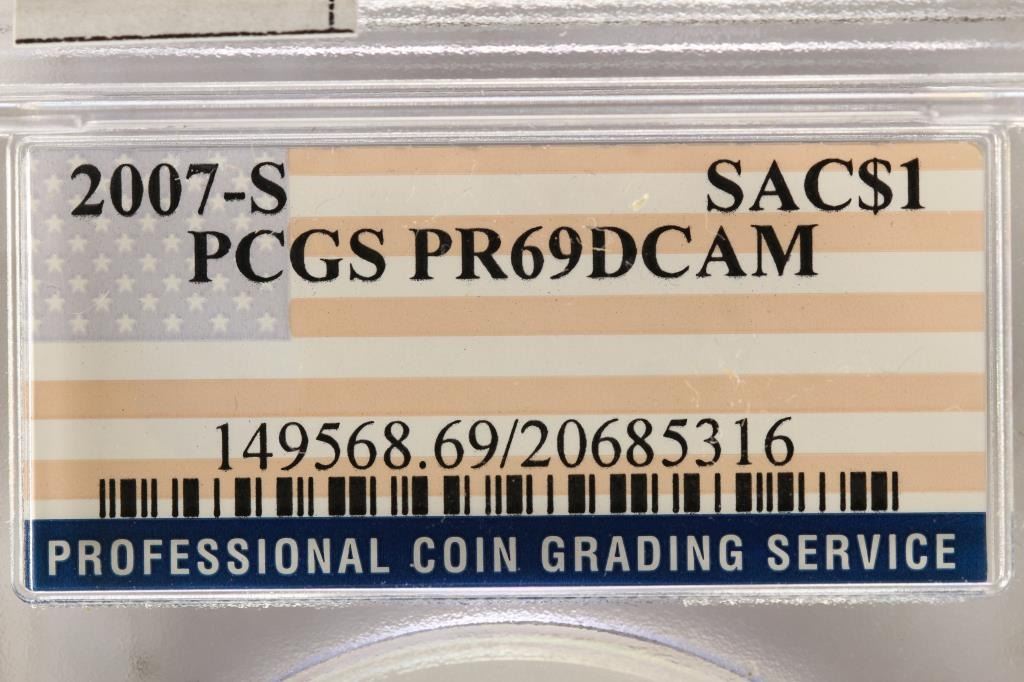 2007-S SAC$1
PCGS PR69DCAM
149568.69/20685316
PROFESSIONAL COIN GRADING SERVICE